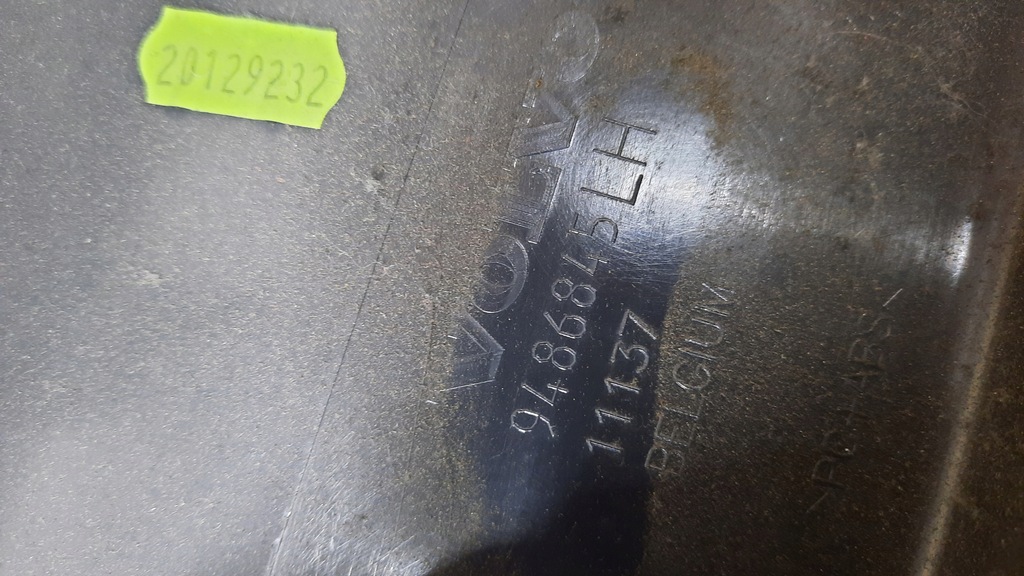 20129232
VOLVO
9486845 LH
11137
BELGIUM
>PC+ABS<